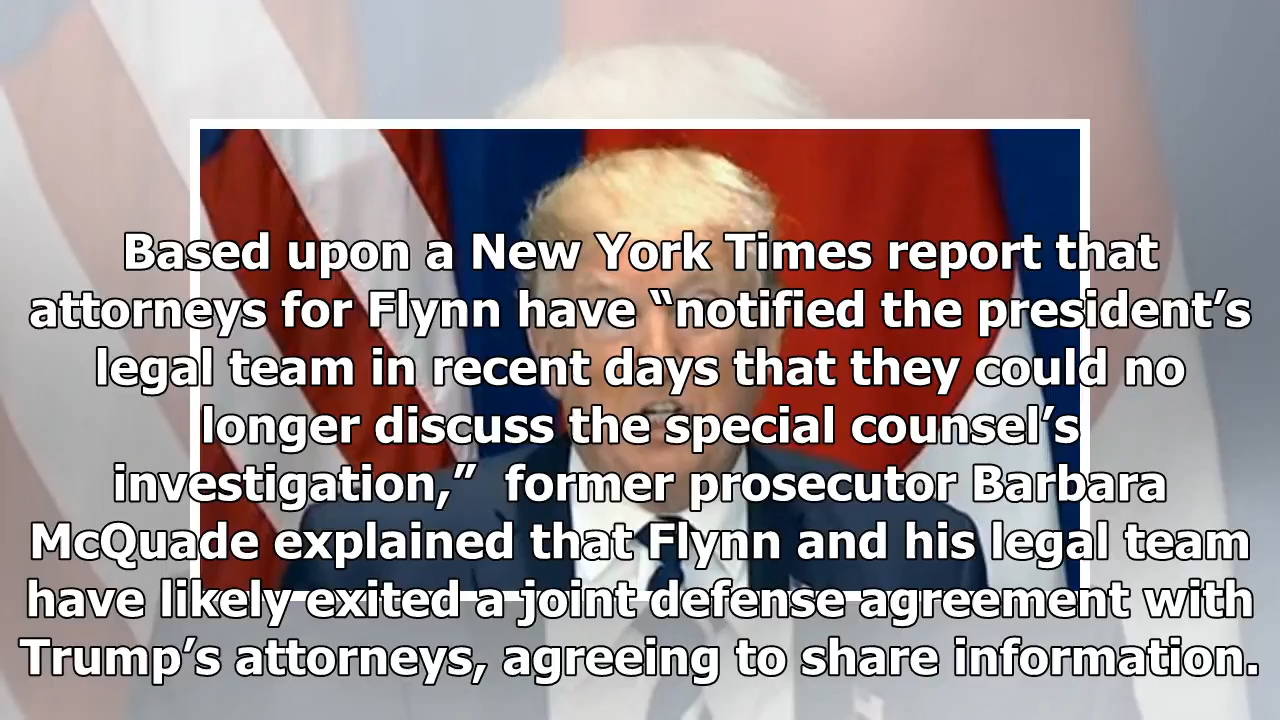 Based upon a New York Times report that
attorneys for Flynn have “notified the president’s
legal team in recent days that they could no
longer discuss the special counsel’s
investigation,”  former prosecutor Barbara
McQuade explained that Flynn and his legal team
have likely exited a joint defense agreement with
Trump’s attorneys, agreeing to share information.